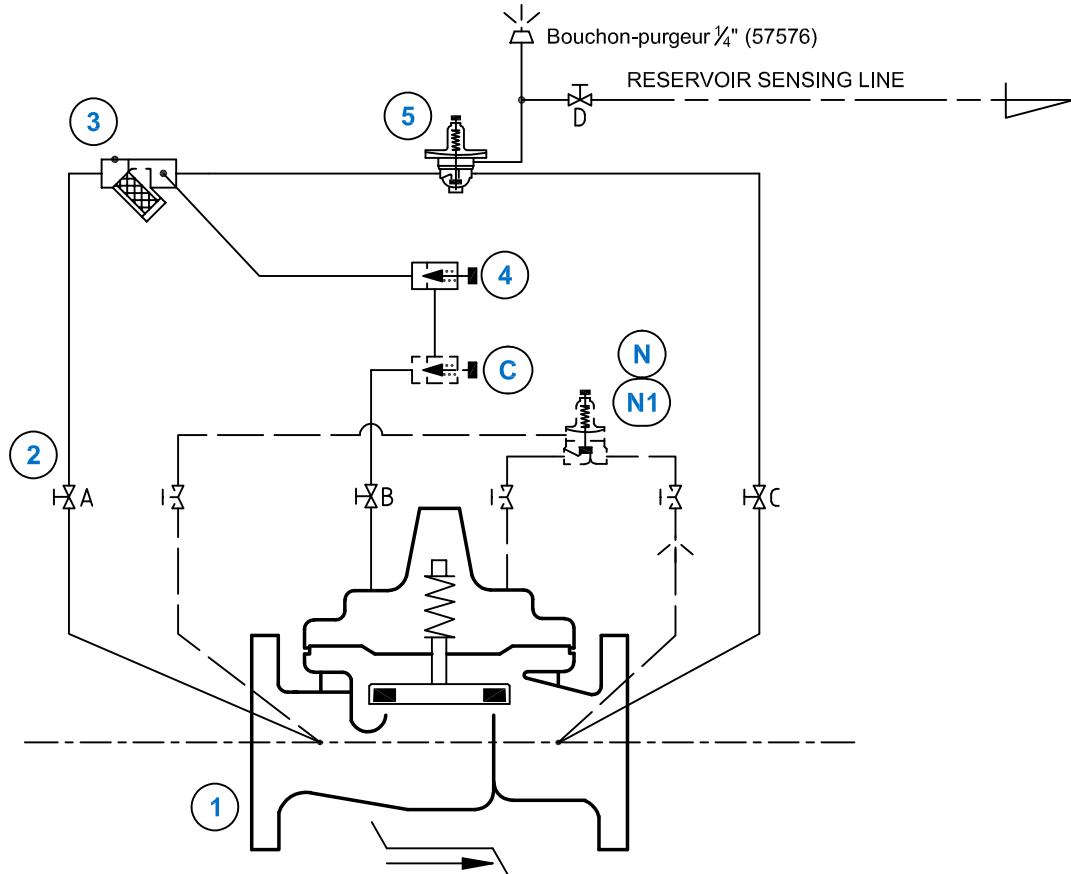 Bouchon-purgeur ¼" (57576)
RESERVOIR SENSING LINE
D
5
3
4
C
N
N1
2
A
B
C
1